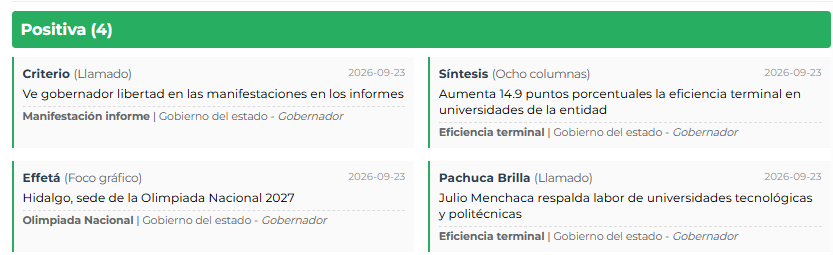 Positiva (4)
Criterio (Llamado) 2026-09-23
Ve gobernador libertad en las manifestaciones en los informes
Manifestación informe | Gobierno del estado - Gobernador
Síntesis (Ocho columnas) 2026-09-23
Aumenta 14.9 puntos porcentuales la eficiencia terminal en
universidades de la entidad
Eficiencia terminal | Gobierno del estado - Gobernador
Effetá (Foco gráfico) 2026-09-23
Hidalgo, sede de la Olimpiada Nacional 2027
Olimpiada Nacional | Gobierno del estado - Gobernador
Pachuca Brilla (Llamado) 2026-09-23
Julio Menchaca respalda labor de universidades tecnológicas
y politécnicas
Eficiencia terminal | Gobierno del estado - Gobernador